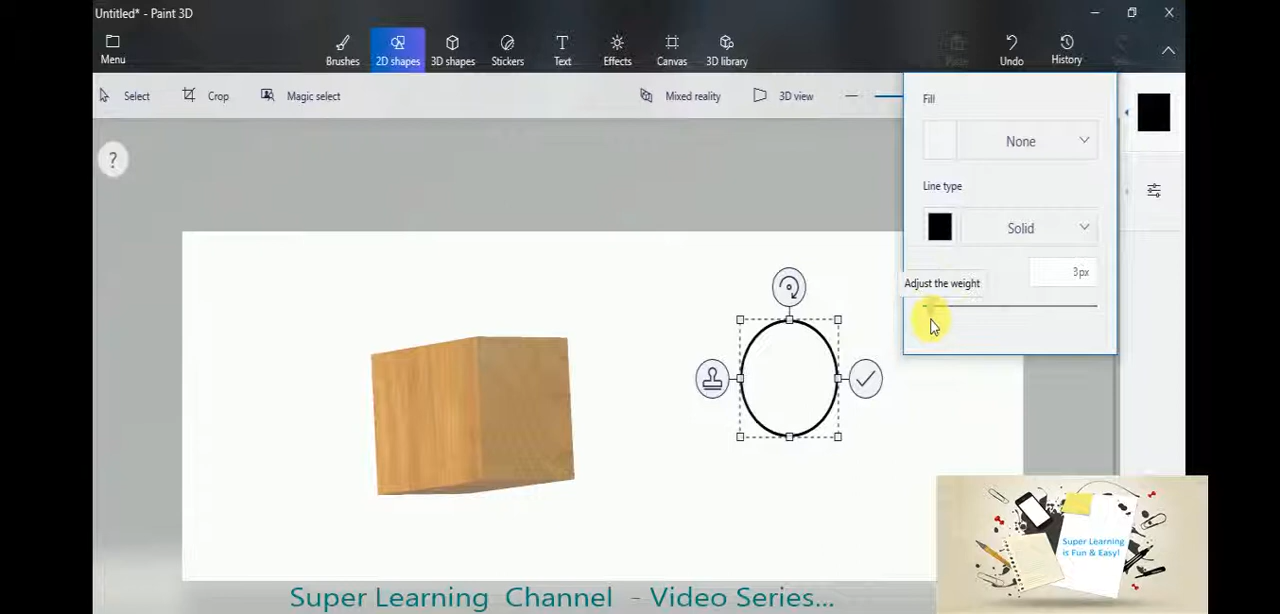 Untitled* - Paint 3D
Menu
Brushes
2D shapes
3D shapes
Stickers
Text
Effects
Canvas
3D library
Undo
History
Select
Crop
Magic select
Mixed reality
3D view
Fill
None
Line type
Solid
3px
Adjust the weight
?
Super Learning
is Fun & Easy!
Super Learning Channel - Video Series...